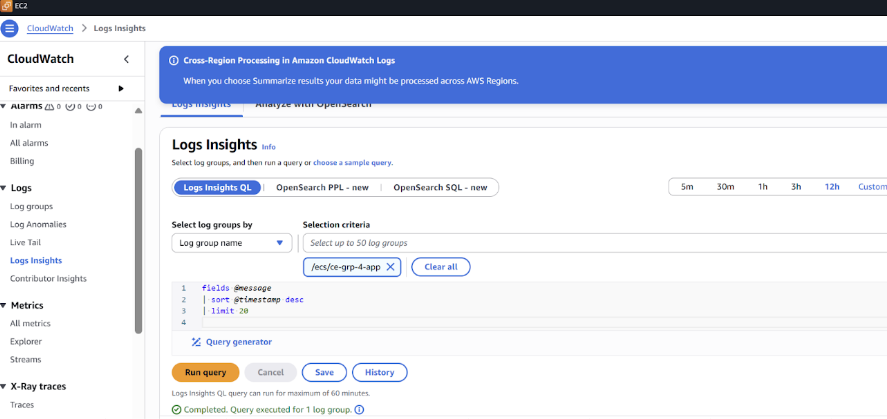 EC2
CloudWatch > Logs Insights
CloudWatch
Favorites and recents
Alarms 0 0 0
In alarm
All alarms
Billing
Logs
Log groups
Log Anomalies
Live Tail
Logs Insights
Contributor Insights
Metrics
All metrics
Explorer
Streams
X-Ray traces
Traces
Cross-Region Processing in Amazon CloudWatch Logs
When you choose Summarize results your data might be processed across AWS Regions.
Logs Insights Analyze with OpenSearch
Logs Insights Info
Select log groups, and then run a query or choose a sample query.
Logs Insights QL OpenSearch PPL - new OpenSearch SQL - new
5m 30m 1h 3h 12h Custom
Select log groups by Selection criteria
Log group name Select up to 50 log groups
/ecs/ce-grp-4-app Clear all
1 fields @message
2 | sort @timestamp desc
3 | limit 20
4
Query generator
Run query Cancel Save History
Logs Insights QL query can run for maximum of 60 minutes.
Completed. Query executed for 1 log group.